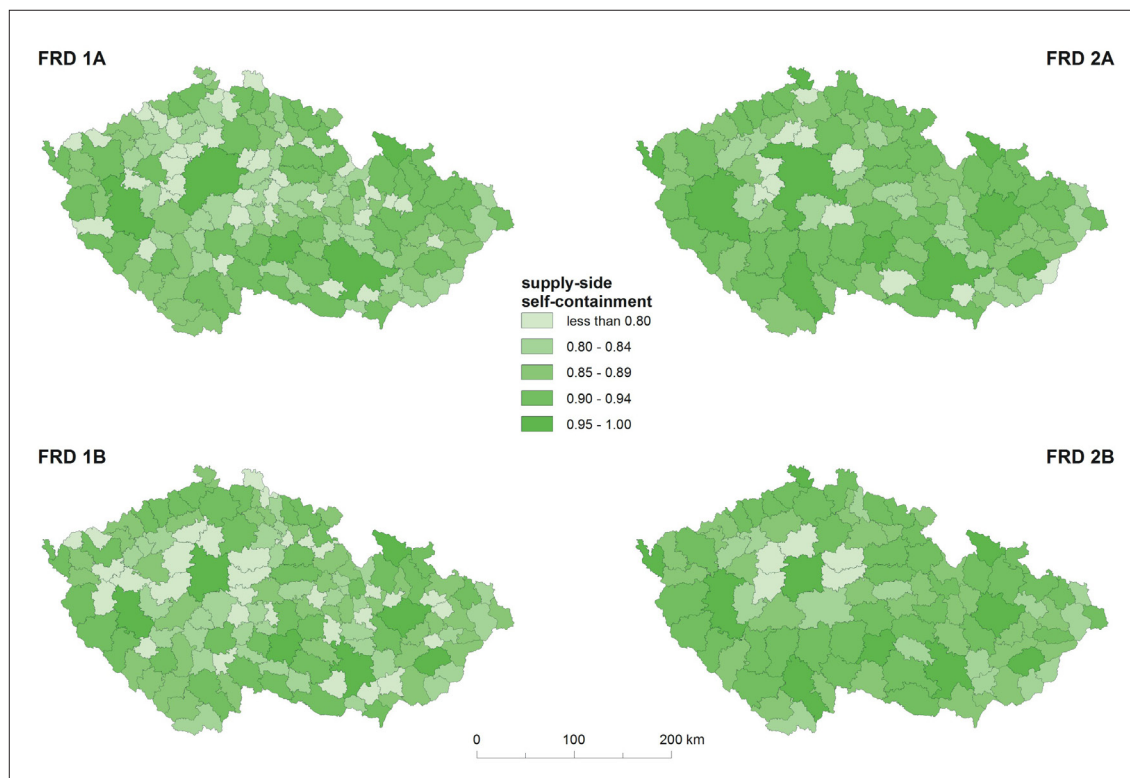 FRD 1A
FRD 2A
supply-side
self-containment
less than 0.80
0.80 - 0.84
0.85 - 0.89
0.90 - 0.94
0.95 - 1.00
FRD 1B
FRD 2B
0 100 200 km